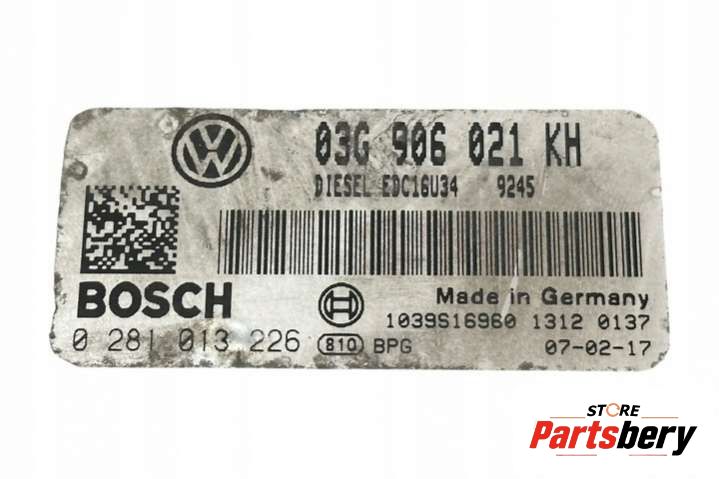 03G 906 021 KH
DIESEL EDC16U34 9245
BOSCH
Made in Germany
1039S16960 1312 0137
0 281 013 226 810 BPG 07-02-17
STORE
Partsbery